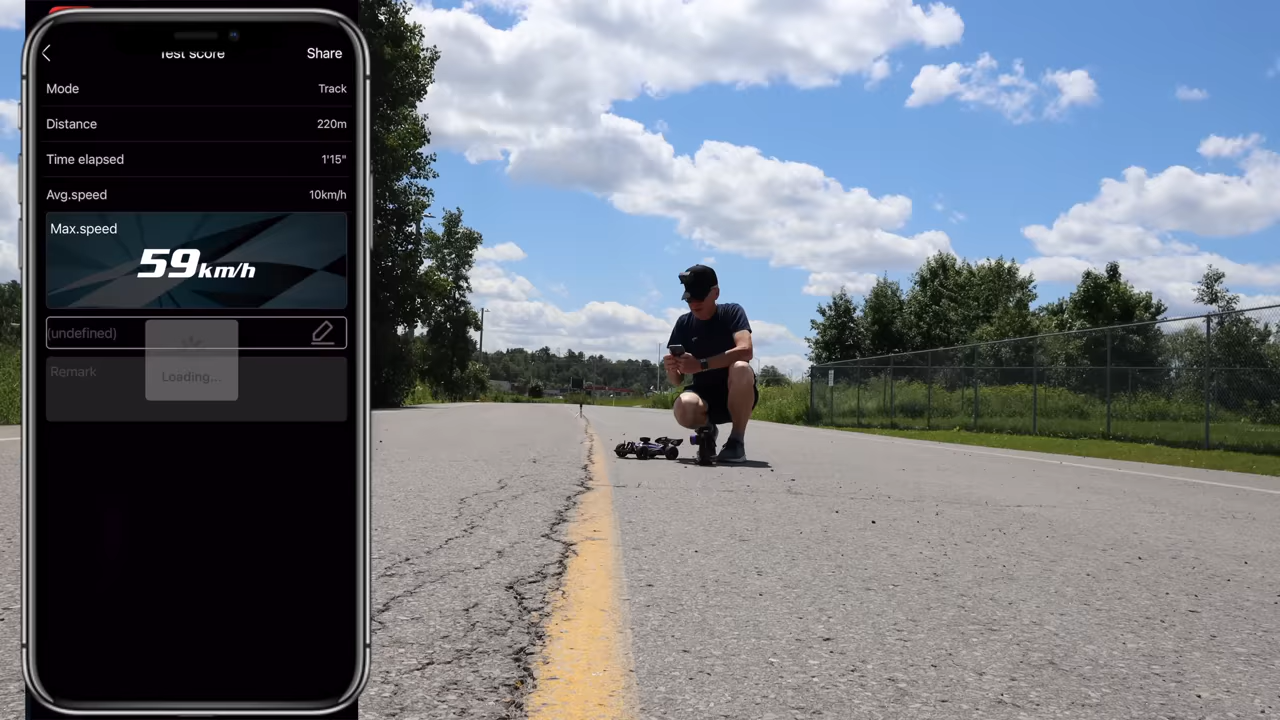 Test score
Share
Mode
Track
Distance
220m
Time elapsed
1'15"
Avg.speed
10km/h
Max.speed
59km/h
(undefined)
Loading...
Remark